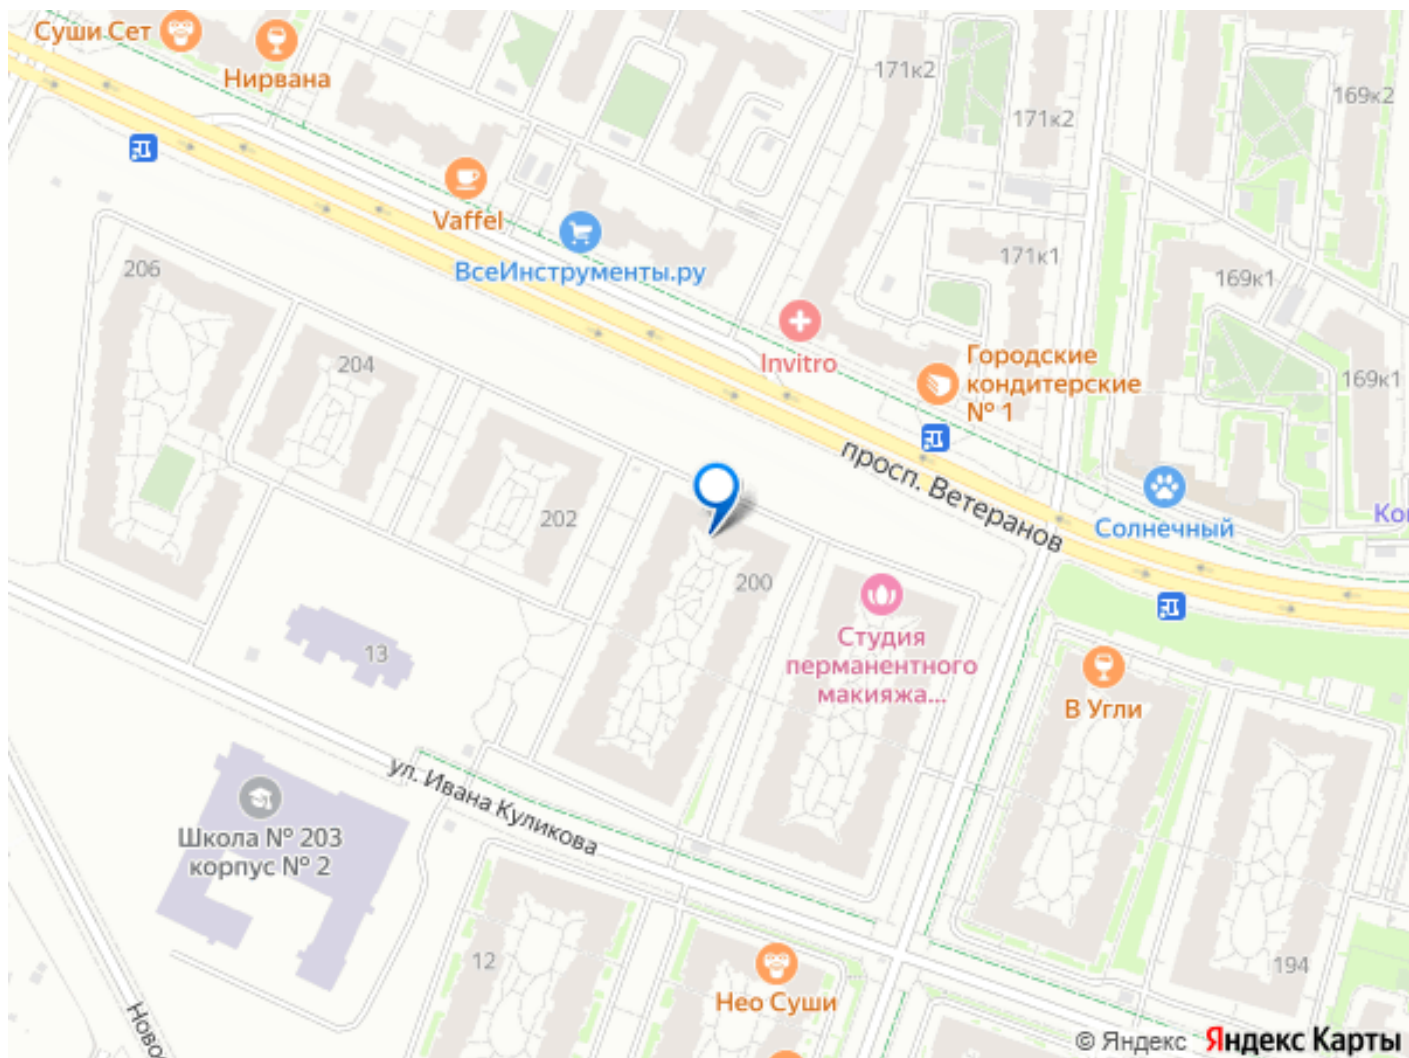 Суши Сет
Нирвана
171к2
169к2
171к2
Vaffel
ВсеИнструменты.ру
206
171к1
169к1
204
Invitro
Городские
кондитерские
№ 1
169к1
просп. Ветеранов
202
Солнечный
200
Студия
перманентного
макияжа...
13
В Угли
ул. Ивана Куликова
Школа № 203
корпус № 2
12
Нео Суши
194
© Яндекс Яндекс Карты